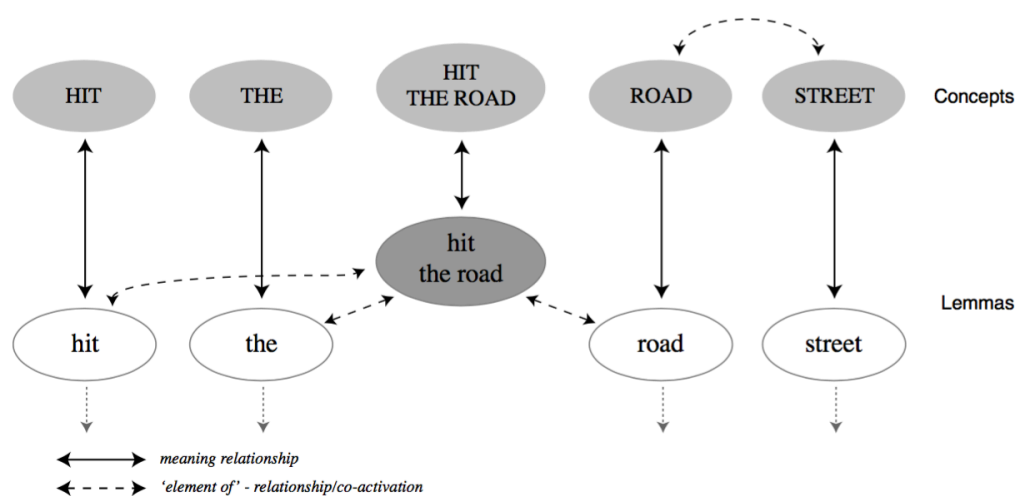 HIT
THE
HIT
THE ROAD
ROAD
STREET
Concepts
hit
the road
Lemmas
hit
the
road
street
meaning relationship
‘element of’ - relationship/co-activation